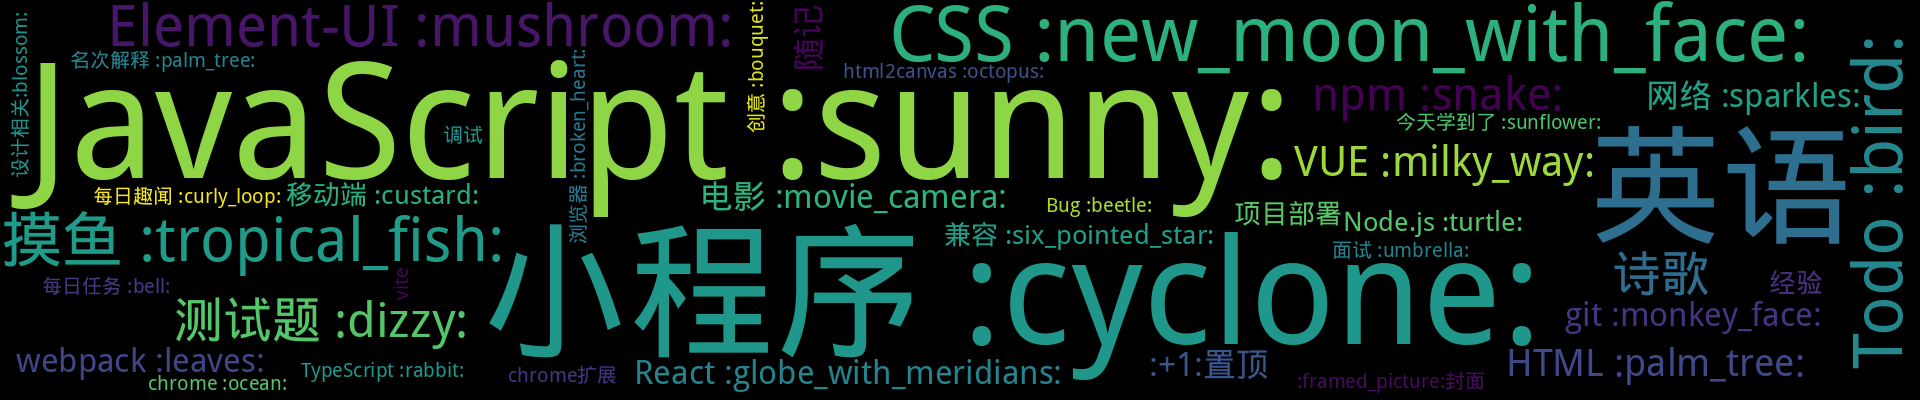 Element-UI :mushroom:
CSS :new_moon_with_face:
随记
创意 :bouquet:
设计相关:blossom:
名次解释 :palm_tree:
html2canvas :octopus:
JavaScript :sunny:
调试
浏览器 :broken_heart:
npm :snake:
网络 :sparkles:
今天学到了 :sunflower:
VUE :milky_way:
英语
Todo :bird:
每日趣闻 :curly_loop:
移动端 :custard:
电影 :movie_camera:
Bug :beetle:
项目部署
Node.js :turtle:
摸鱼 :tropical_fish:
小程序 :cyclone:
兼容 :six_pointed_star:
面试 :umbrella:
诗歌
经验
每日任务 :bell:
vite
测试题 :dizzy:
git :monkey_face:
webpack :leaves:
chrome :ocean:
TypeScript :rabbit:
chrome扩展
React :globe_with_meridians:
:+1:置顶
:framed_picture:封面
HTML :palm_tree: